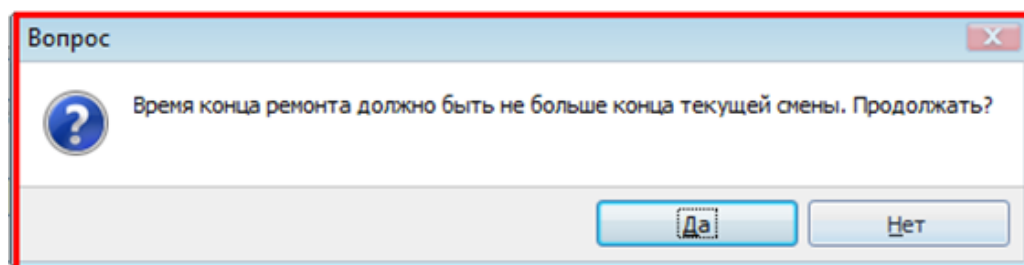 Вопрос
Время конца ремонта должно быть не больше конца текущей смены. Продолжать?
Да
Нет